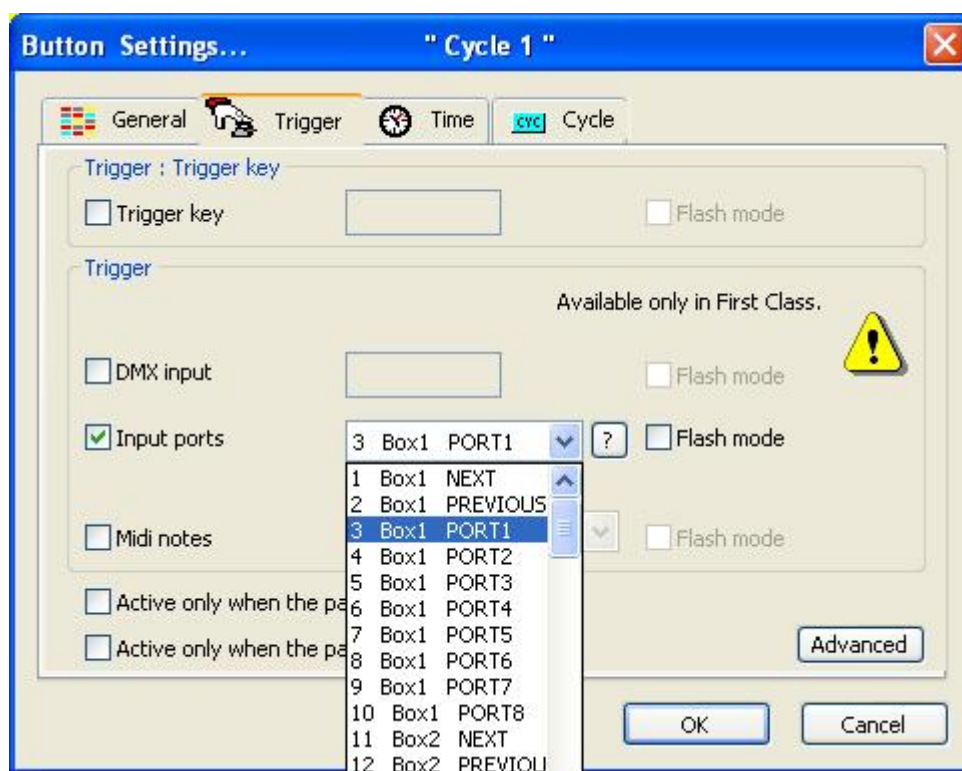 Button Settings... " Cycle 1 "
General Trigger Time cyc Cycle
Trigger : Trigger key
Trigger key Flash mode
Trigger
Available only in First Class.
DMX input Flash mode
Input ports 3 Box1 PORT1 ? Flash mode
1 Box1 NEXT
2 Box1 PREVIOUS
3 Box1 PORT1
Midi notes Flash mode
4 Box1 PORT2
5 Box1 PORT3
Active only when the pa
6 Box1 PORT4
7 Box1 PORT5
Active only when the pa
8 Box1 PORT6
Advanced
9 Box1 PORT7
10 Box1 PORT8
11 Box2 NEXT
12 Box2 PREVIOU
OK Cancel